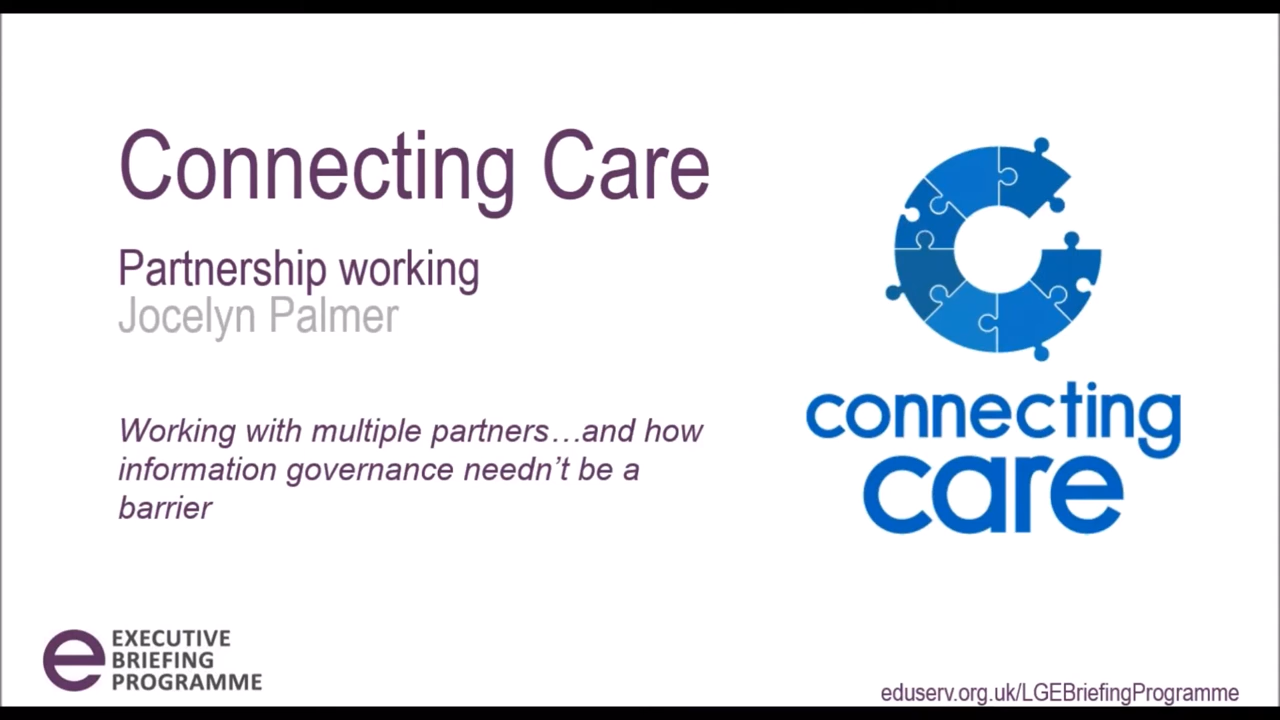 Connecting Care
Partnership working
Jocelyn Palmer
Working with multiple partners…and how
information governance needn’t be a
barrier
connecting
care
EXECUTIVE
BRIEFING
PROGRAMME
eduserv.org.uk/LGEBriefingProgramme